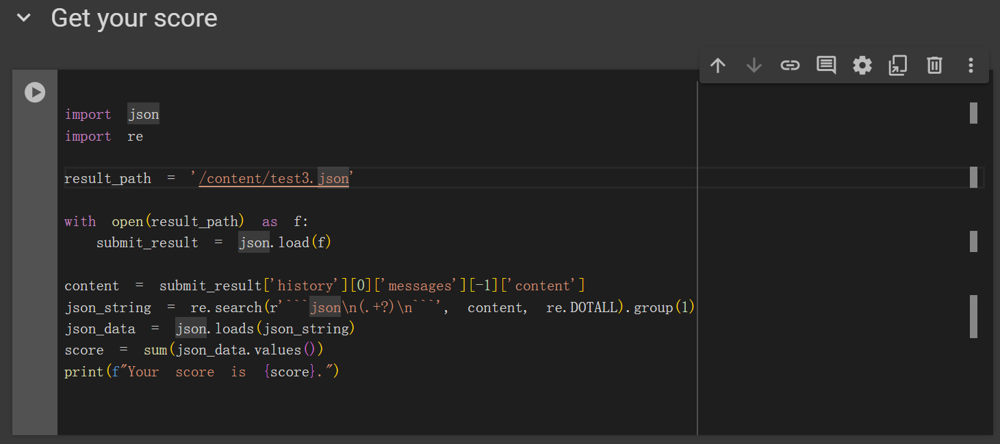 Get your score
import json
import re
result_path = '/content/test3.json'
with open(result_path) as f:
    submit_result = json.load(f)
content = submit_result['history'][0]['messages'][-1]['content']
json_string = re.search(r'```json\n(.+?)\n```', content, re.DOTALL).group(1)
json_data = json.loads(json_string)
score = sum(json_data.values())
print(f"Your score is {score}.")